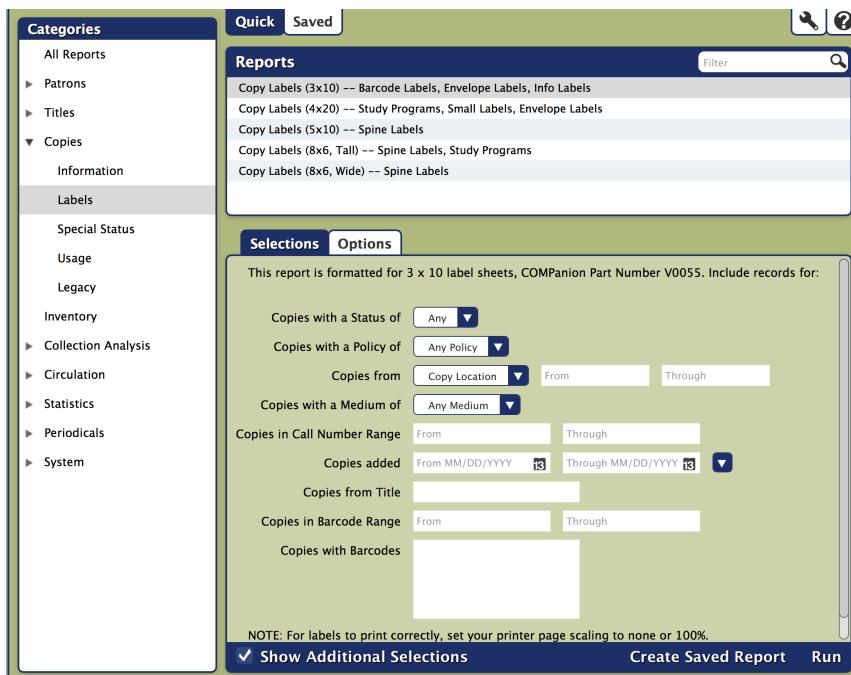 Categories
All Reports
Patrons
Titles
Copies
Information
Labels
Special Status
Usage
Legacy
Inventory
Collection Analysis
Circulation
Statistics
Periodicals
System
Quick Saved
Reports Filter
Copy Labels (3x10) -- Barcode Labels, Envelope Labels, Info Labels
Copy Labels (4x20) -- Study Programs, Small Labels, Envelope Labels
Copy Labels (5x10) -- Spine Labels
Copy Labels (8x6, Tall) -- Spine Labels, Study Programs
Copy Labels (8x6, Wide) -- Spine Labels
Selections Options
This report is formatted for 3 x 10 label sheets, COMPanion Part Number V0055. Include records for:
Copies with a Status of Any
Copies with a Policy of Any Policy
Copies from Copy Location From Through
Copies with a Medium of Any Medium
Copies in Call Number Range From Through
Copies added From MM/DD/YYYY 13 Through MM/DD/YYYY 13
Copies from Title
Copies in Barcode Range From Through
Copies with Barcodes
NOTE: For labels to print correctly, set your printer page scaling to none or 100%.
Show Additional Selections Create Saved Report Run